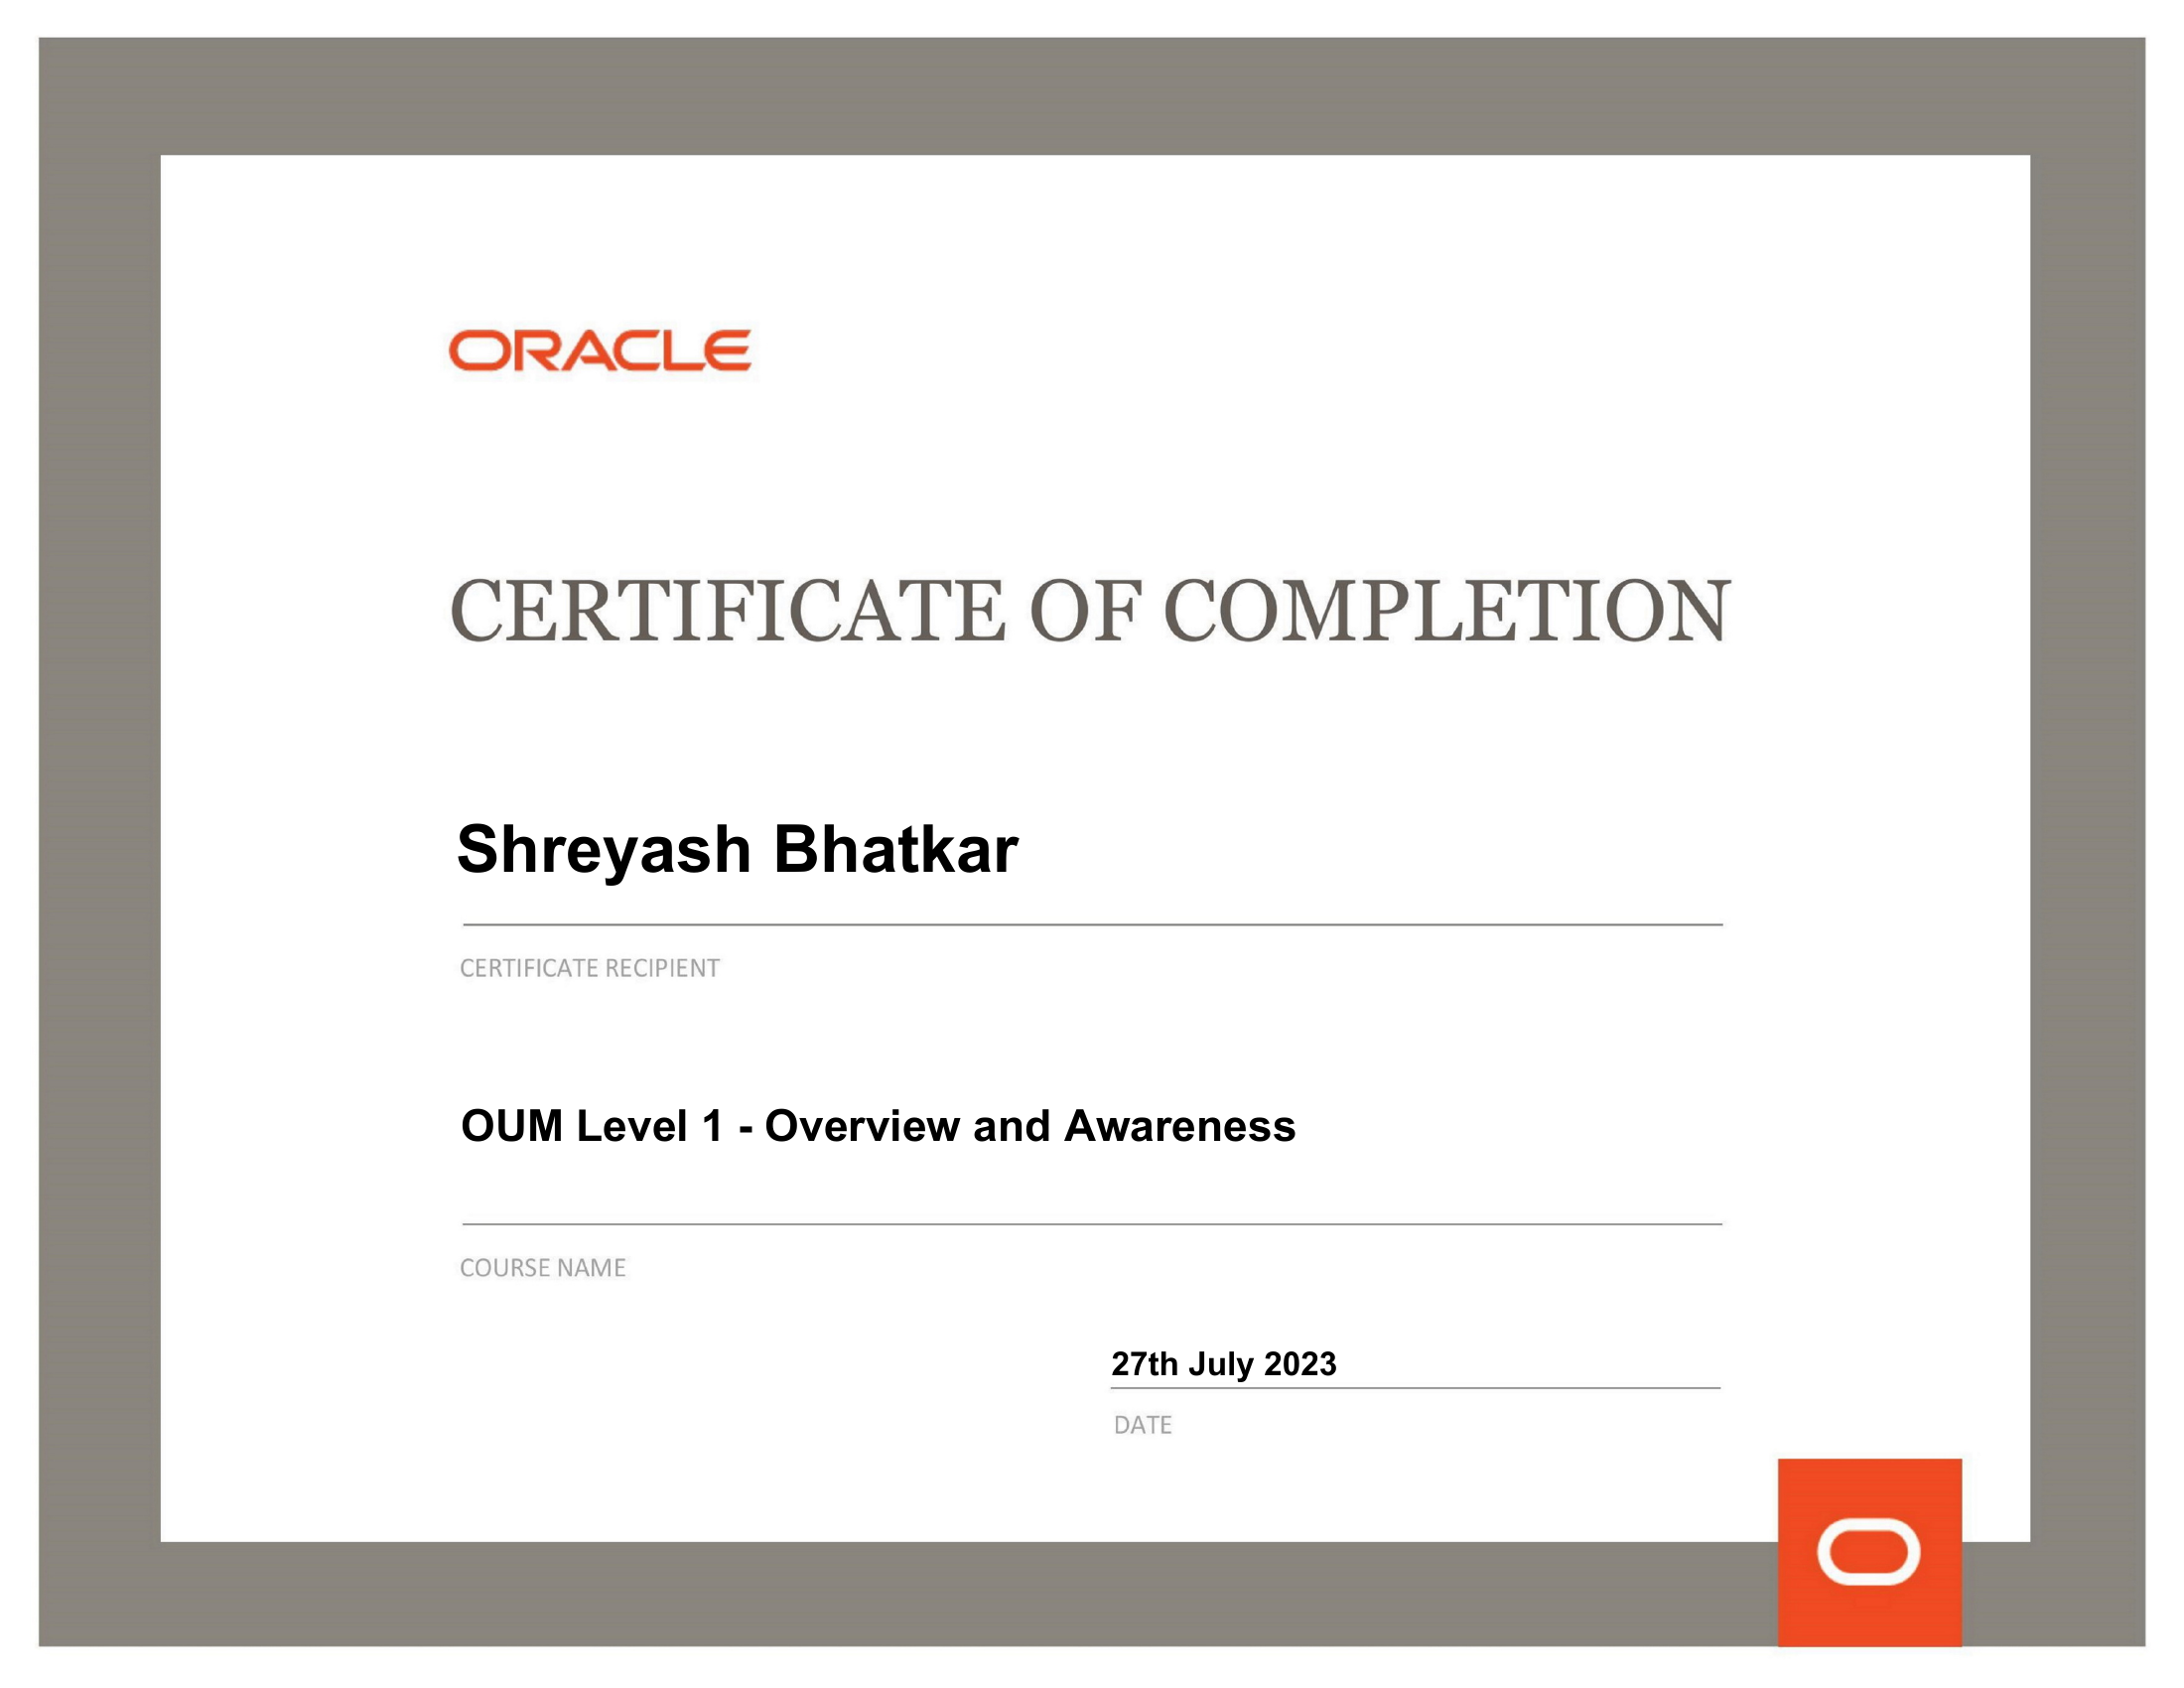 ORACLE
CERTIFICATE OF COMPLETION
Shreyash Bhatkar
CERTIFICATE RECIPIENT
OUM Level 1 - Overview and Awareness
COURSE NAME
27th July 2023
DATE